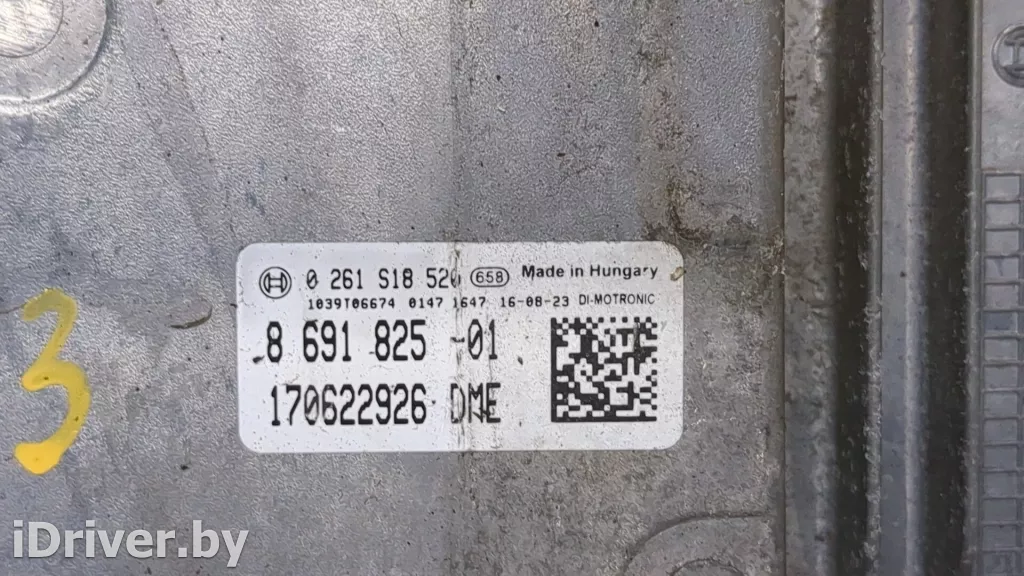 0 261 S18 520 658 Made in Hungary
1039T06674 0147 1647 16-08-23 DI-MOTRONIC
8 691 825 -01
170622926 DME
3
iDriver.by